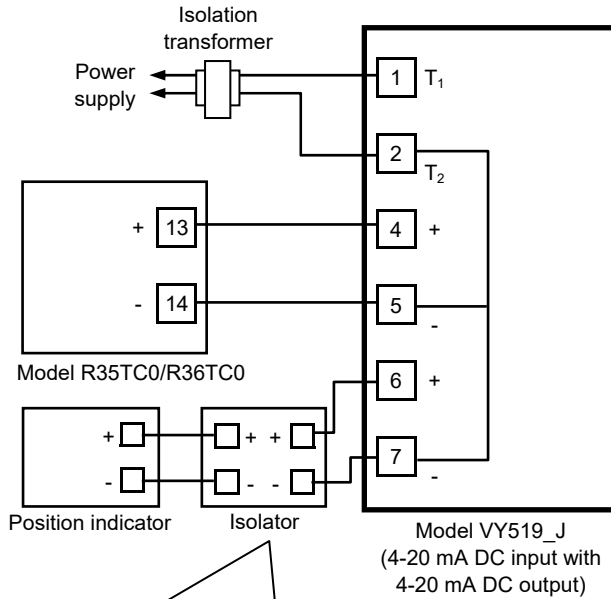 Isolation
transformer
Power
supply
1 T₁
2 T₂
+ 13 4 +
- 14 5 -
Model R35TC0/R36TC0
6 +
+ + +
7 -
- - -
Position indicator
Isolator
Model VY519_J
(4-20 mA DC input with
4-20 mA DC output)